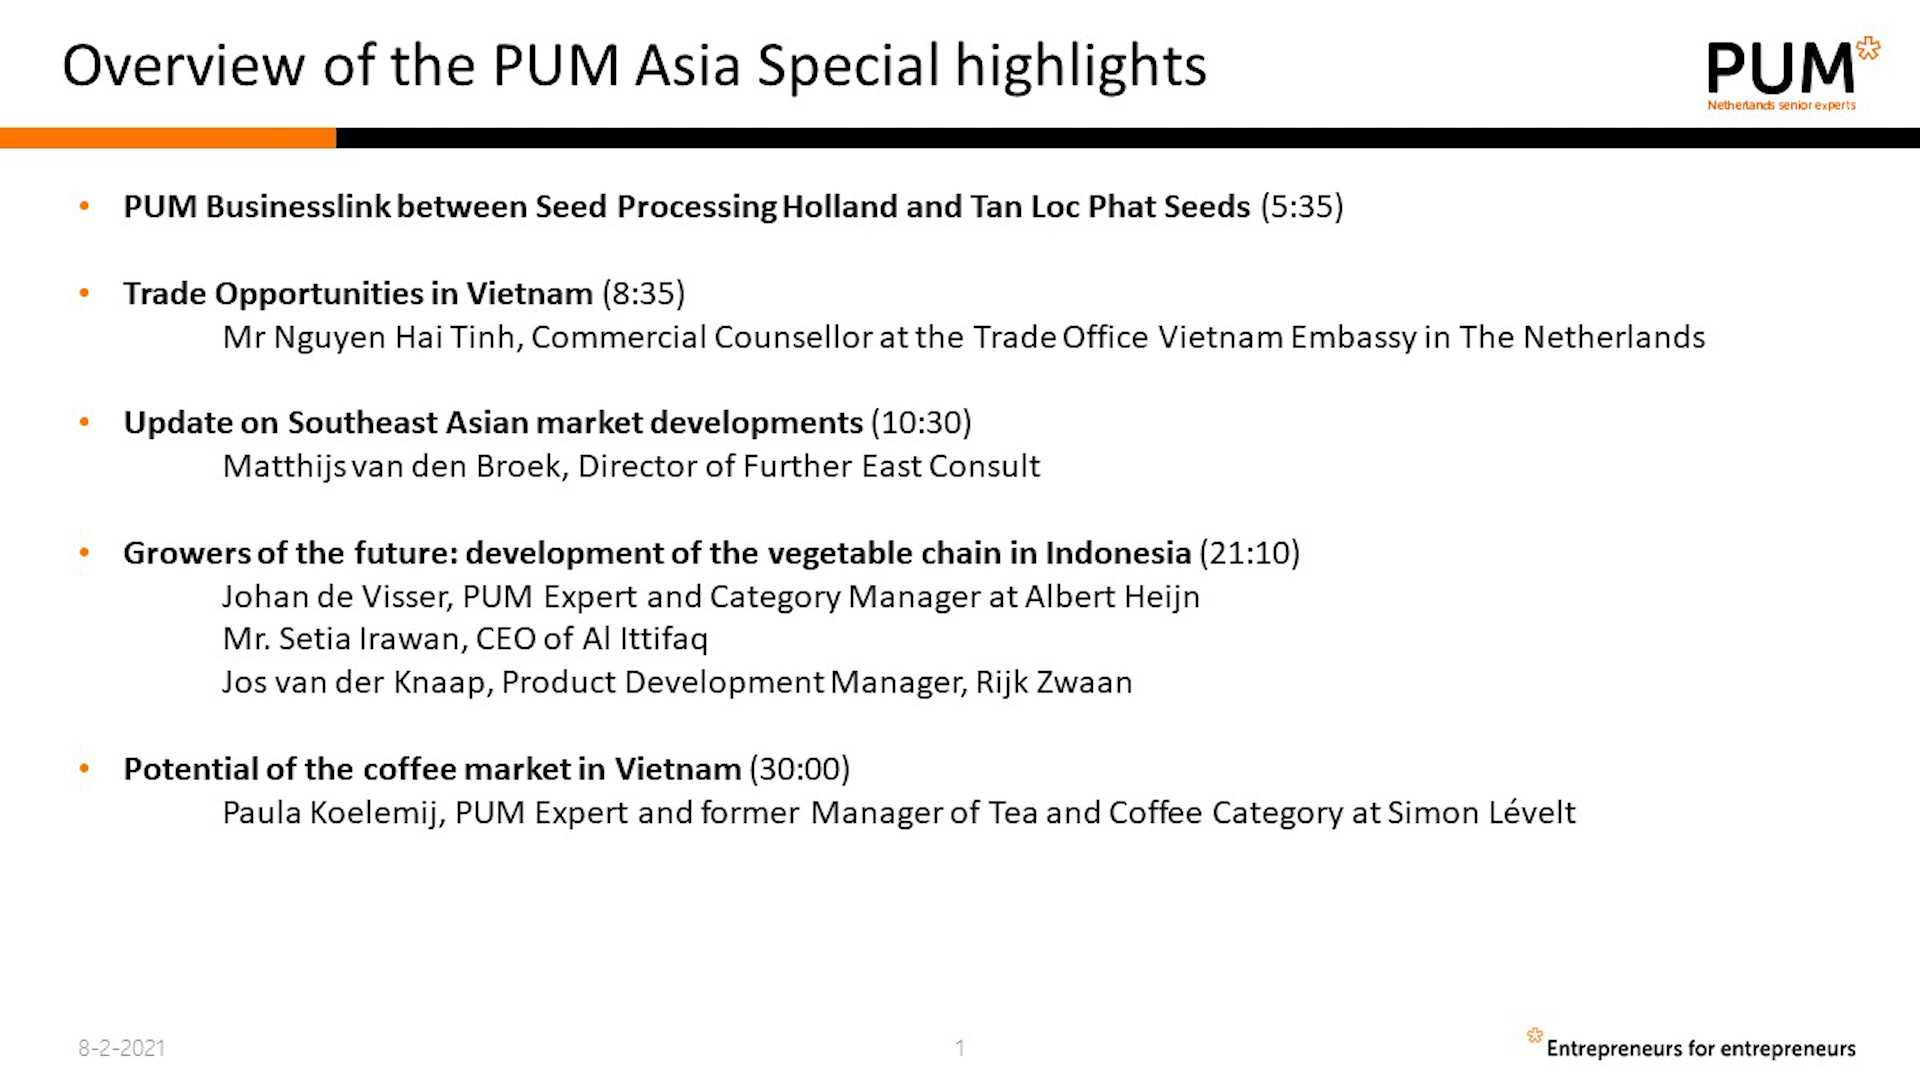 Overview of the PUM Asia Special highlights
PUM
Netherlands senior experts
• PUM Businesslink between Seed Processing Holland and Tan Loc Phat Seeds (5:35)
• Trade Opportunities in Vietnam (8:35)
Mr Nguyen Hai Tinh, Commercial Counsellor at the Trade Office Vietnam Embassy in The Netherlands
• Update on Southeast Asian market developments (10:30)
Matthijs van den Broek, Director of Further East Consult
• Growers of the future: development of the vegetable chain in Indonesia (21:10)
Johan de Visser, PUM Expert and Category Manager at Albert Heijn
Mr. Setia Irawan, CEO of Al Ittifaq
Jos van der Knaap, Product Development Manager, Rijk Zwaan
• Potential of the coffee market in Vietnam (30:00)
Paula Koelemij, PUM Expert and former Manager of Tea and Coffee Category at Simon Lévelt
8-2-2021
1
Entrepreneurs for entrepreneurs